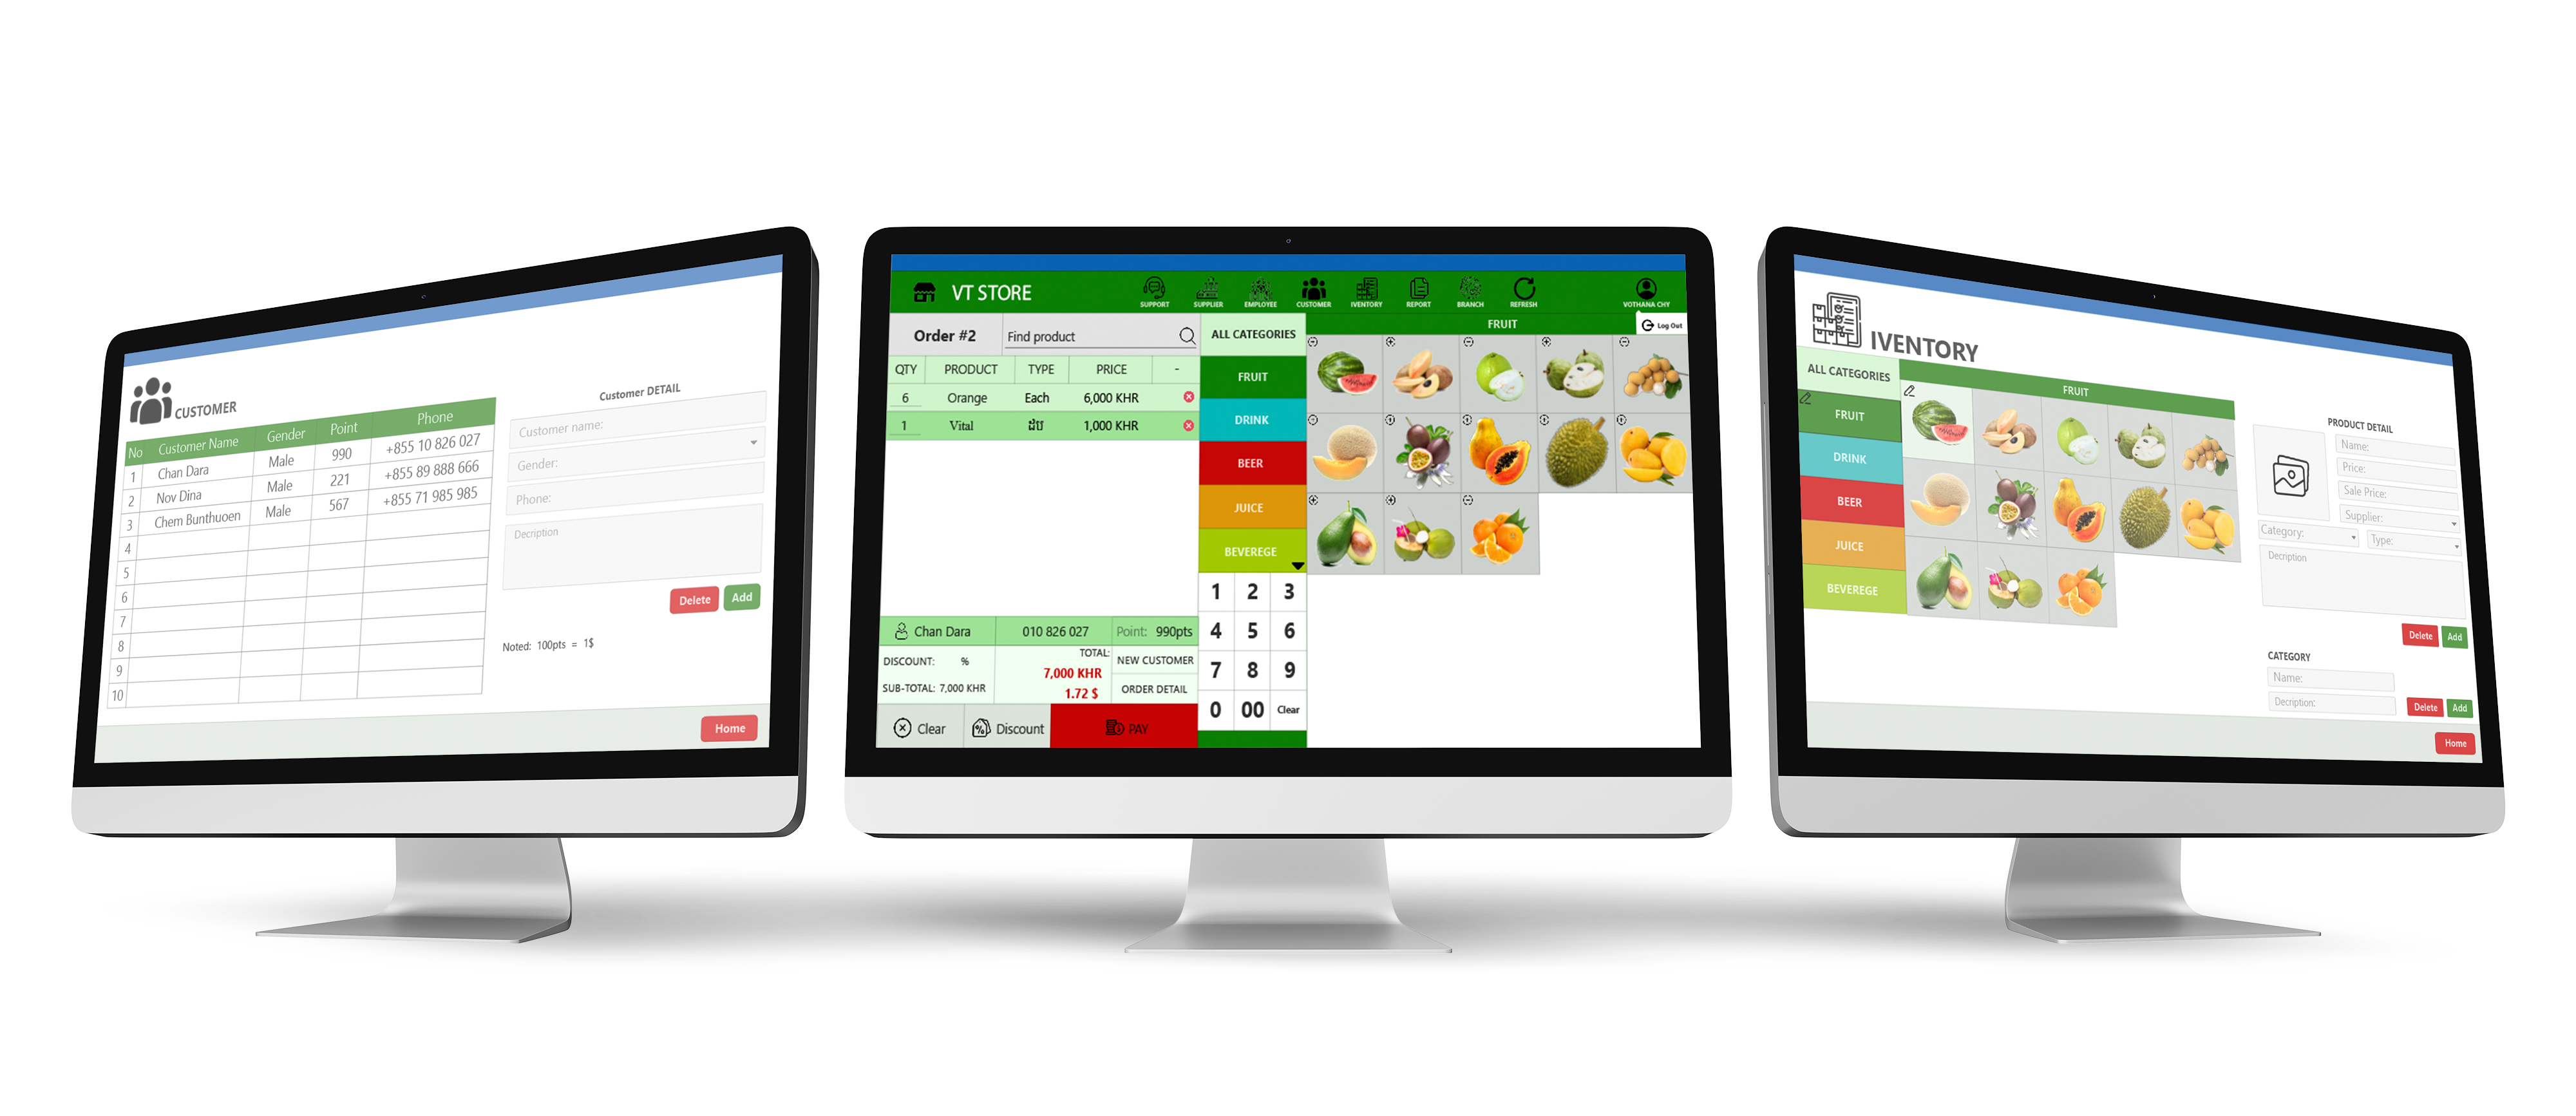 CUSTOMER
No Customer Name Gender Point Phone
1 Chan Dara Male 990 +855 10 826 027
2 Nov Dina Male 221 +855 89 888 666
3 Chem Bunthuoen Male 567 +855 71 985 985
4
5
6
7
8
9
10
Customer DETAIL
Customer name:
Gender:
Phone:
Decription
Delete Add
Noted: 100pts = 1$
Home
VT STORE
SUPPORT SUPPLIER EMPLOYEE CUSTOMER IVENTORY REPORT BRANCH REFRESH VOTHANA CHY
Log Out
Order #2 Find product
QTY PRODUCT TYPE PRICE -
6 Orange Each 6,000 KHR
1 Vital ដប 1,000 KHR
Chan Dara 010 826 027 Point: 990pts
DISCOUNT: %
SUB-TOTAL: 7,000 KHR
TOTAL:
7,000 KHR
1.72 $
NEW CUSTOMER
ORDER DETAIL
Clear Discount PAY
ALL CATEGORIES
FRUIT
DRINK
BEER
JUICE
BEVEREGE
1 2 3
4 5 6
7 8 9
0 00 Clear
FRUIT
IVENTORY
ALL CATEGORIES
FRUIT
DRINK
BEER
JUICE
BEVEREGE
FRUIT
PRODUCT DETAIL
Name:
Price:
Sale Price:
Supplier:
Category: Type:
Decription
Delete Add
CATEGORY
Name:
Decription:
Delete Add
Home